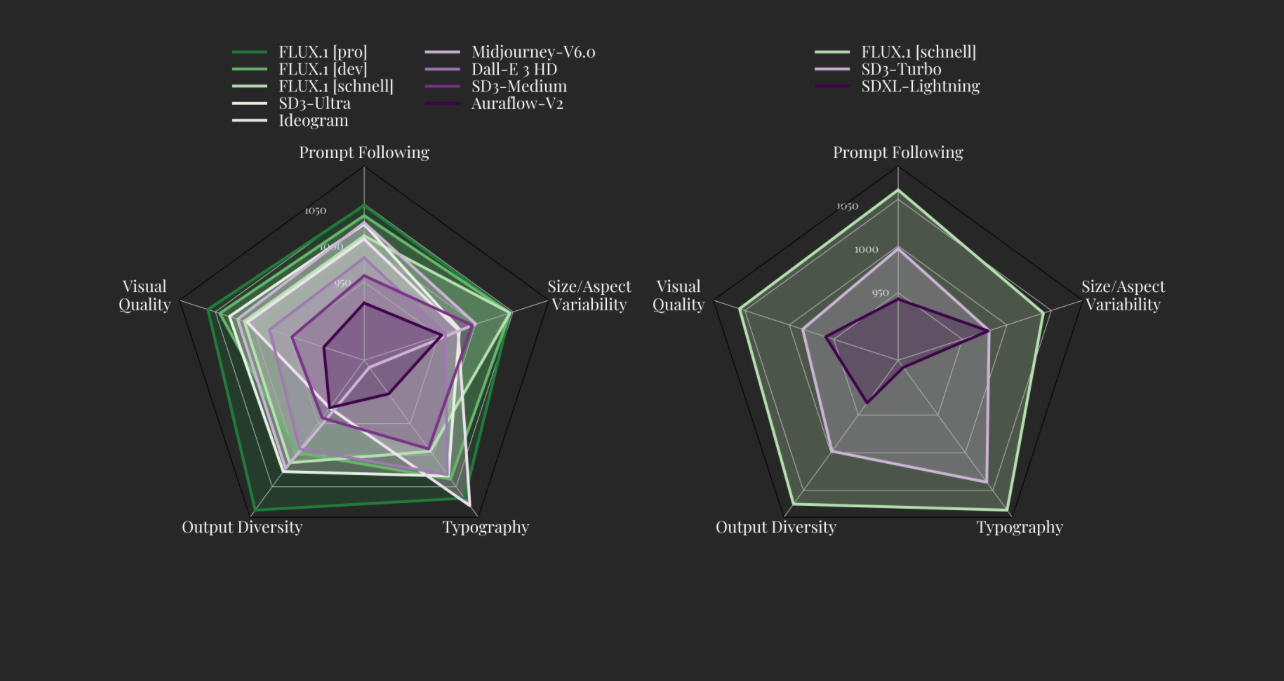 FLUX.1 [pro]
FLUX.1 [dev]
FLUX.1 [schnell]
SD3-Ultra
Ideogram
Midjourney-V6.0
Dall-E 3 HD
SD3-Medium
Auraflow-V2
Prompt Following
1050
1000
950
Visual
Quality
Size/Aspect
Variability
Output Diversity
Typography
FLUX.1 [schnell]
SD3-Turbo
SDXL-Lightning
Prompt Following
1050
1000
950
Visual
Quality
Size/Aspect
Variability
Output Diversity
Typography